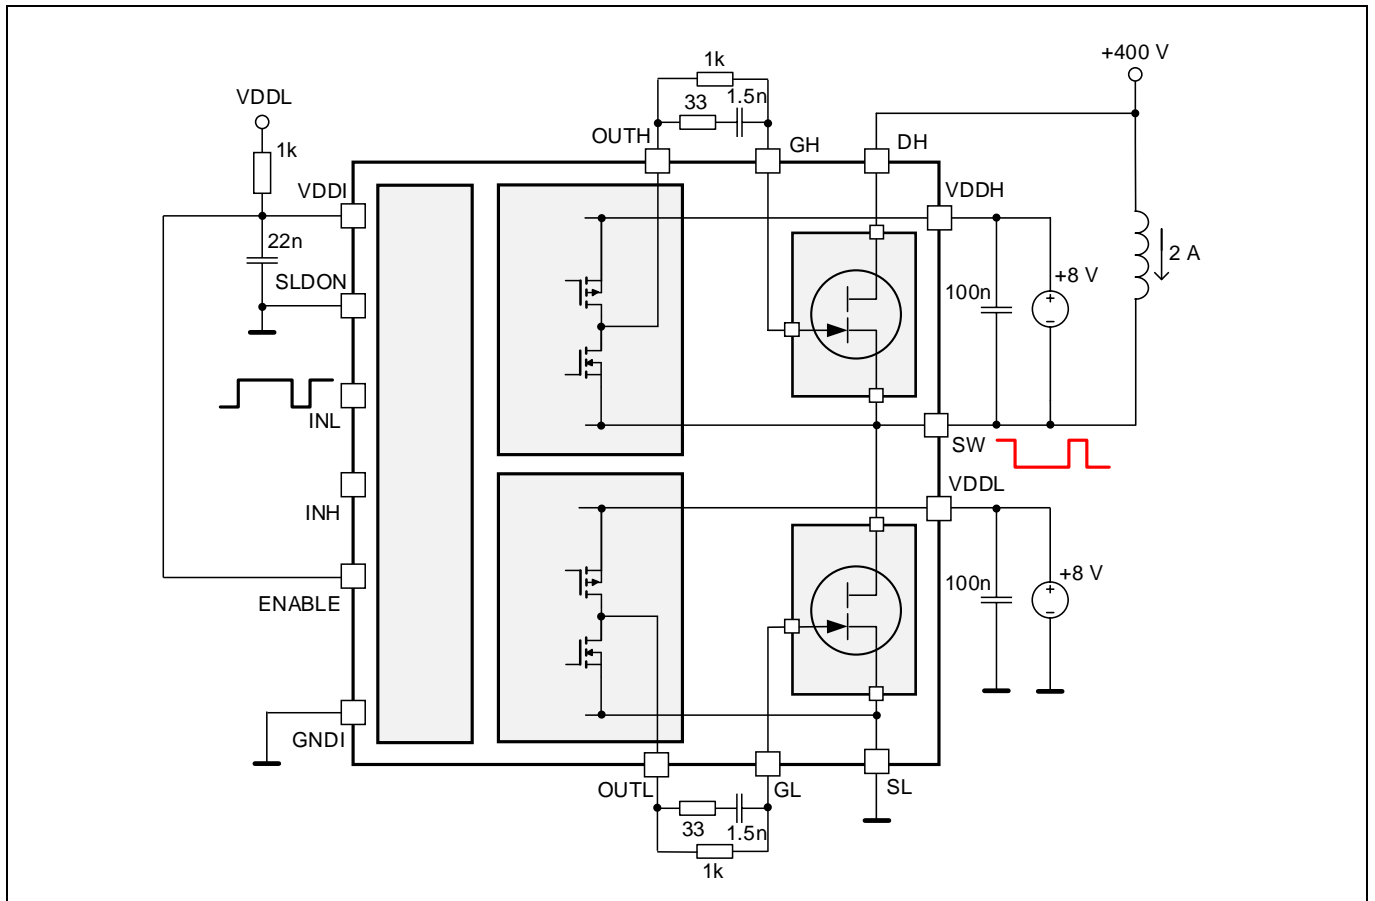 +400 V
1k
VDDL
33
1.5n
OUTH
GH
DH
1k
VDDI
VDDH
22n
SLDON
100n
+8 V
2 A
INL
SW
INH
VDDL
ENABLE
100n
+8 V
GNDI
OUTL
GL
SL
33
1.5n
1k